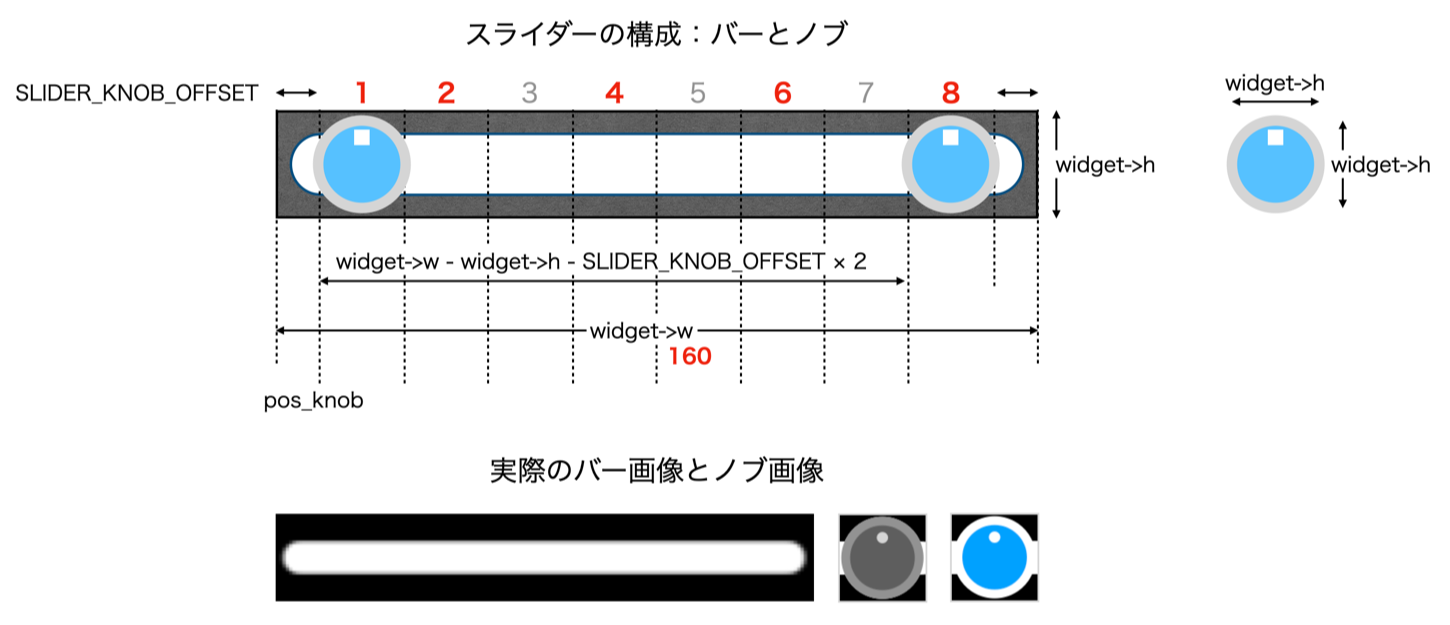 スライダーの構成：バーとノブ
SLIDER_KNOB_OFFSET 1 2 3 4 5 6 7 8
widget->h
widget->h
widget->h
widget->w - widget->h - SLIDER_KNOB_OFFSET × 2
widget->w
160
pos_knob
実際のバー画像とノブ画像